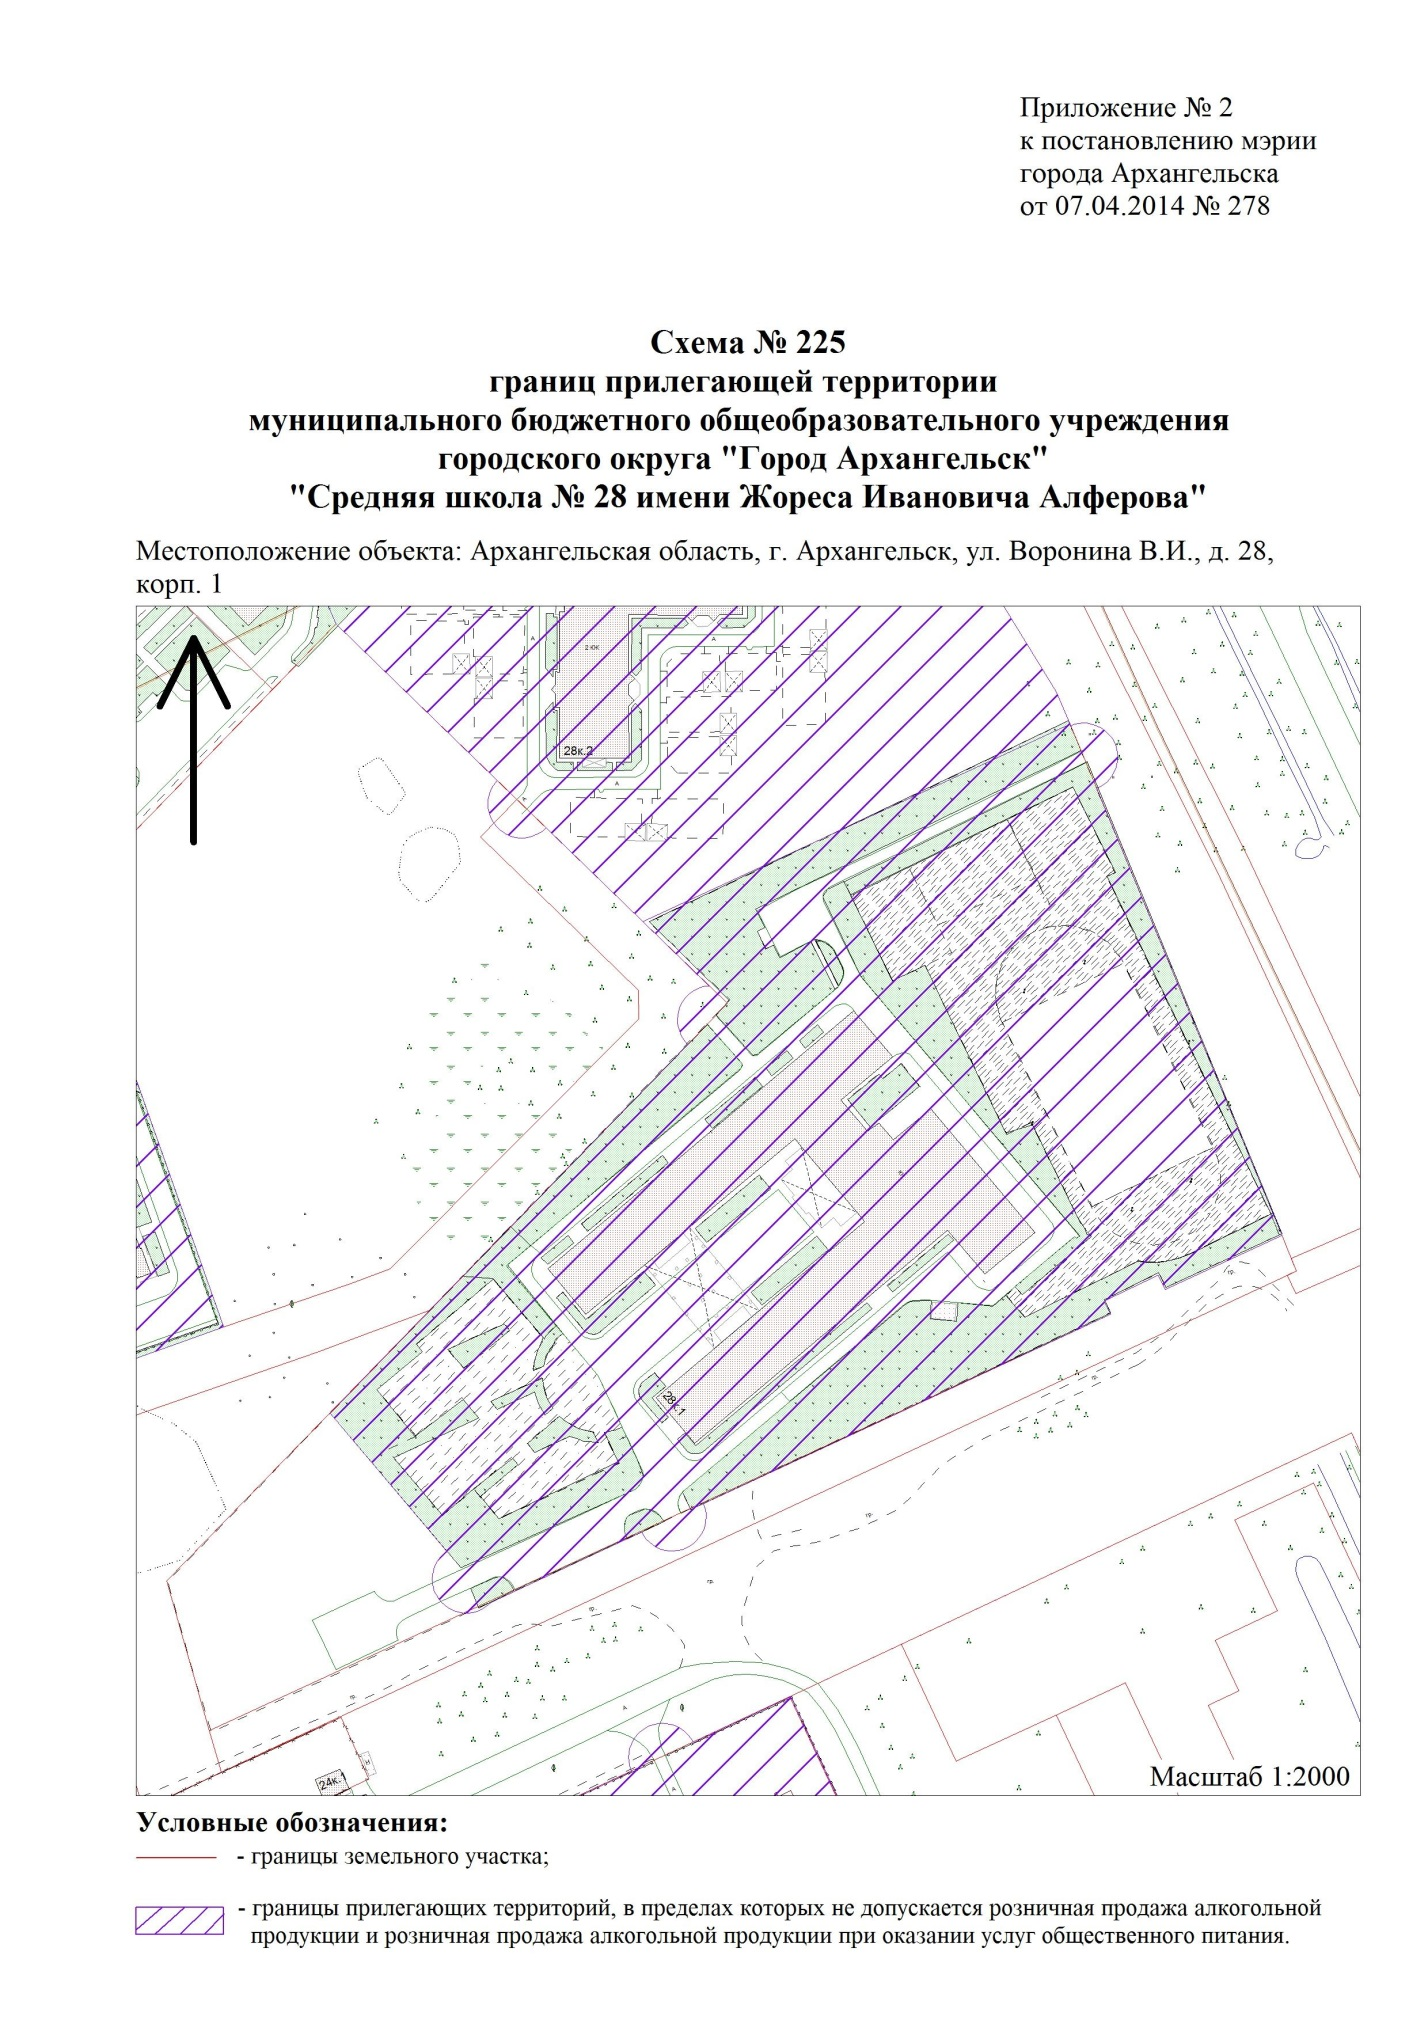 Приложение № 2
к постановлению мэрии
города Архангельска
от 07.04.2014 № 278
Схема № 225
границ прилегающей территории
муниципального бюджетного общеобразовательного учреждения
городского округа "Город Архангельск"
"Средняя школа № 28 имени Жореса Ивановича Алферова"
Местоположение объекта: Архангельская область, г. Архангельск, ул. Воронина В.И., д. 28,
корп. 1
28к.2
28к.1
24к.1
Масштаб 1:2000
Условные обозначения:
- границы земельного участка;
- границы прилегающих территорий, в пределах которых не допускается розничная продажа алкогольной
продукции и розничная продажа алкогольной продукции при оказании услуг общественного питания.